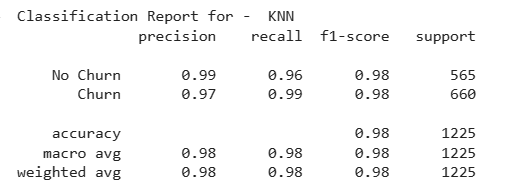 Classification Report for -  KNN
precision recall f1-score support
No Churn 0.99 0.96 0.98 565
Churn 0.97 0.99 0.98 660
accuracy 0.98 1225
macro avg 0.98 0.98 0.98 1225
weighted avg 0.98 0.98 0.98 1225